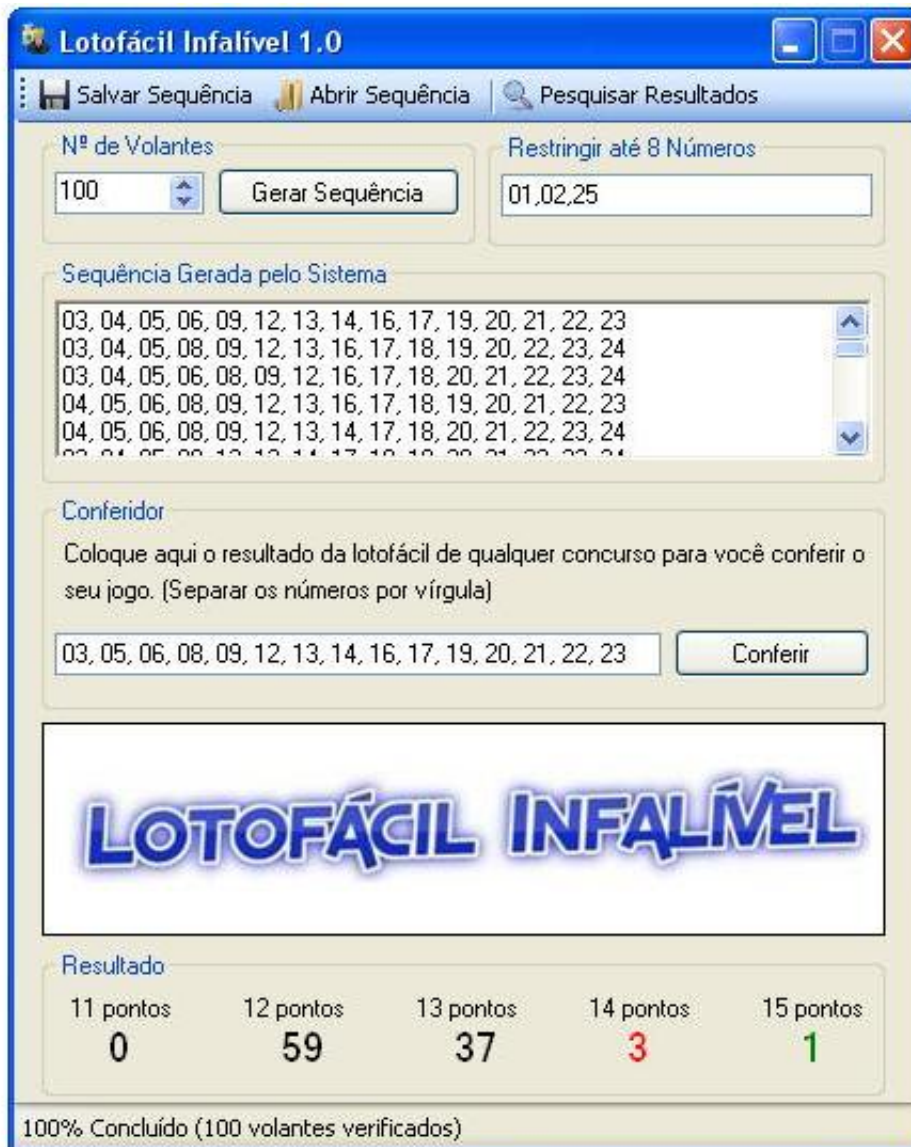 Lotofácil Infalível 1.0
Salvar Sequência Abrir Sequência Pesquisar Resultados
Nº de Volantes
100 Gerar Sequência
Restringir até 8 Números
01,02,25
Sequência Gerada pelo Sistema
03, 04, 05, 06, 09, 12, 13, 14, 16, 17, 19, 20, 21, 22, 23
03, 04, 05, 08, 09, 12, 13, 16, 17, 18, 19, 20, 22, 23, 24
03, 04, 05, 06, 08, 09, 12, 16, 17, 18, 20, 21, 22, 23, 24
04, 05, 06, 08, 09, 12, 13, 16, 17, 18, 19, 20, 21, 22, 23
04, 05, 06, 08, 09, 12, 13, 14, 17, 18, 20, 21, 22, 23, 24
Conferidor
Coloque aqui o resultado da lotofácil de qualquer concurso para você conferir o
seu jogo. (Separar os números por vírgula)
03, 05, 06, 08, 09, 12, 13, 14, 16, 17, 19, 20, 21, 22, 23 Conferir
LOTOFÁCIL INFALÍVEL
Resultado
11 pontos 12 pontos 13 pontos 14 pontos 15 pontos
0 59 37 3 1
100% Concluído (100 volantes verificados)